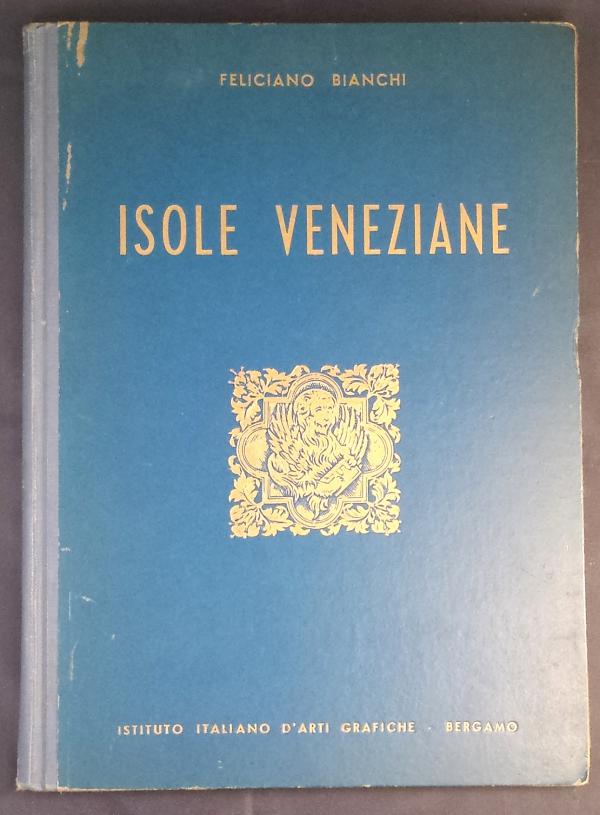 FELICIANO BIANCHI
ISOLE VENEZIANE
ISTITUTO ITALIANO D'ARTI GRAFICHE - BERGAMO